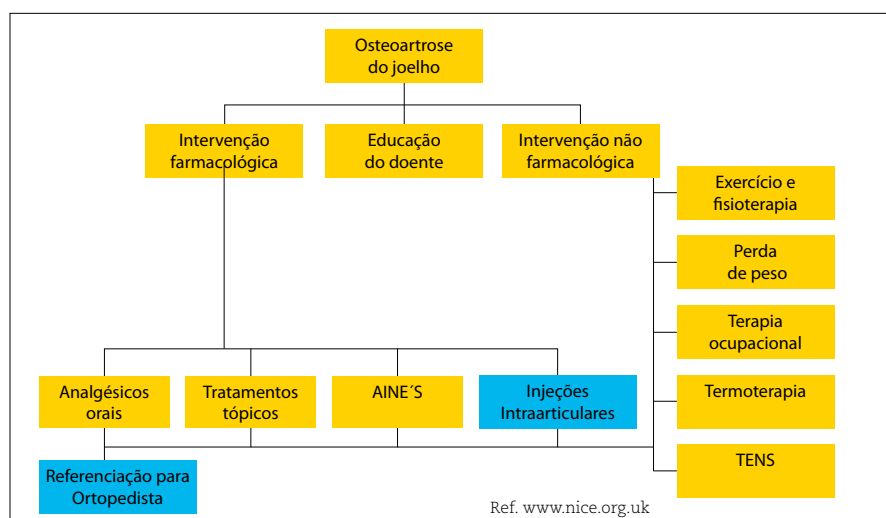 Osteoartrose
do joelho
Intervenção
farmacológica
Educação
do doente
Intervenção não
farmacológica
Exercício e
fisioterapia
Perda
de peso
Terapia
ocupacional
Termoterapia
TENS
Analgésicos
orais
Tratamentos
tópicos
AINE´S
Injeções
Intraarticulares
Referenciação para
Ortopedista
Ref. www.nice.org.uk